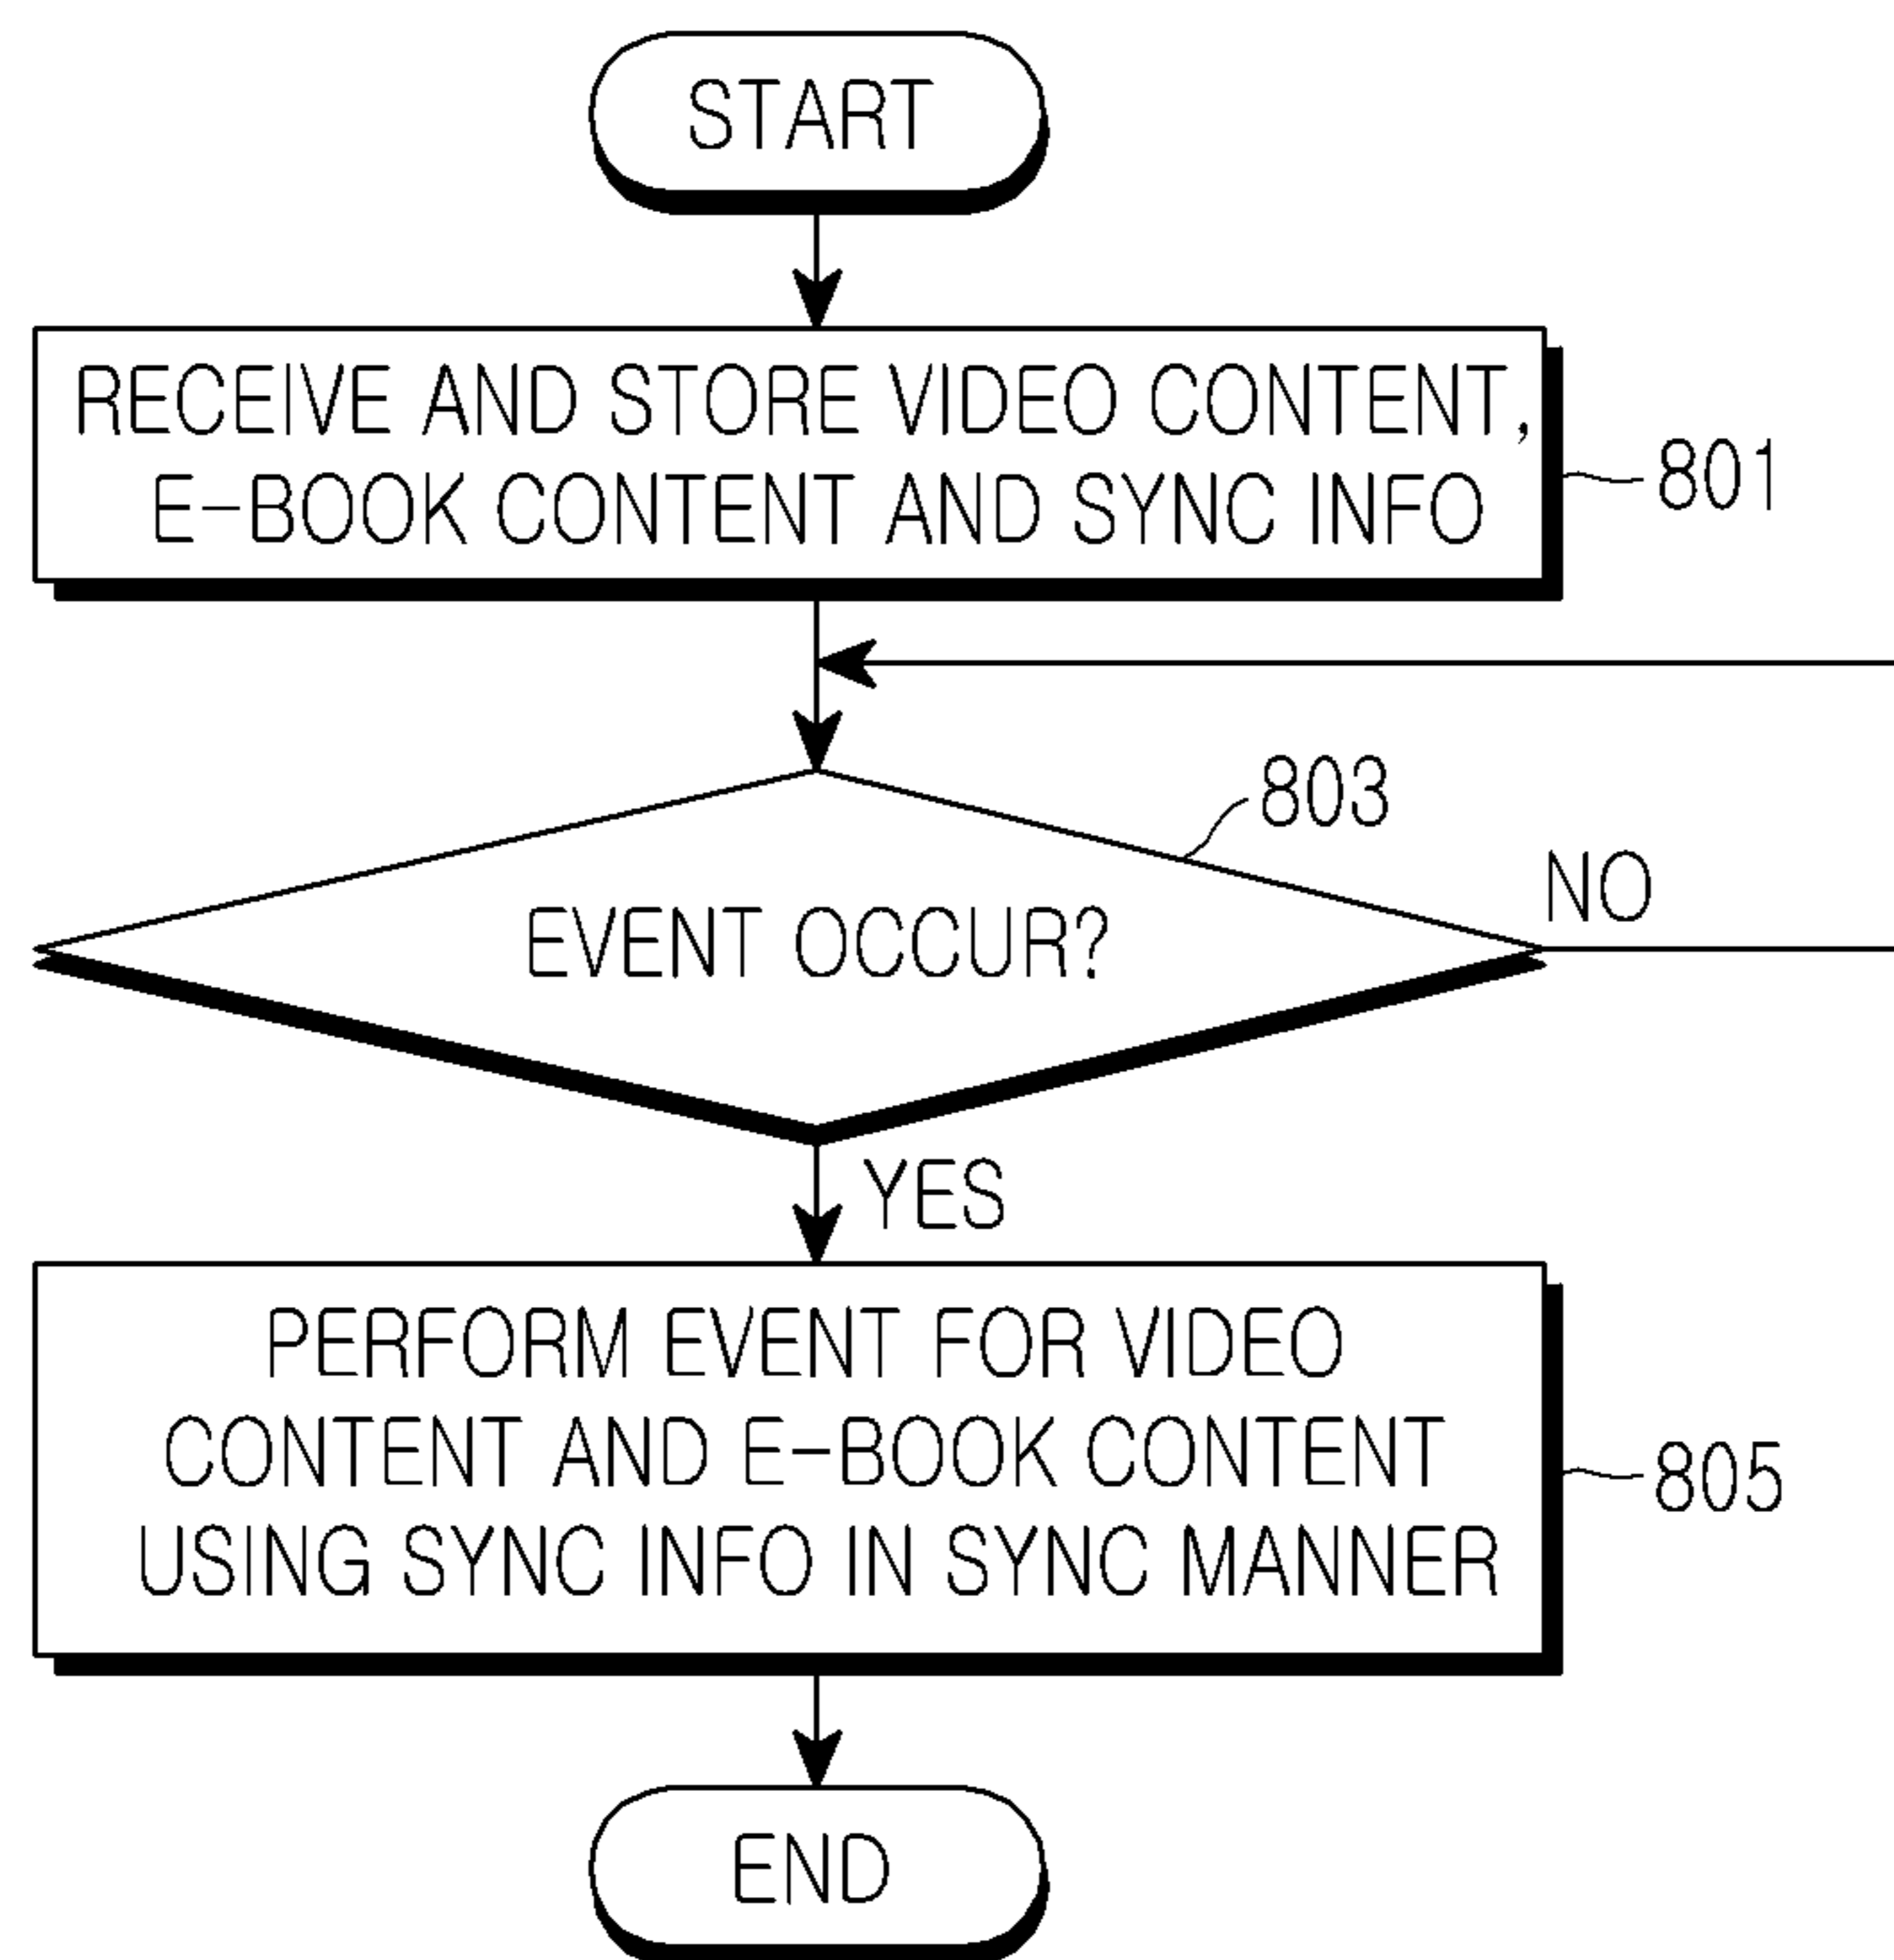 START
RECEIVE AND STORE VIDEO CONTENT,
E-BOOK CONTENT AND SYNC INFO
801
803
NO
EVENT OCCUR?
YES
PERFORM EVENT FOR VIDEO
CONTENT AND E-BOOK CONTENT
USING SYNC INFO IN SYNC MANNER
805
END